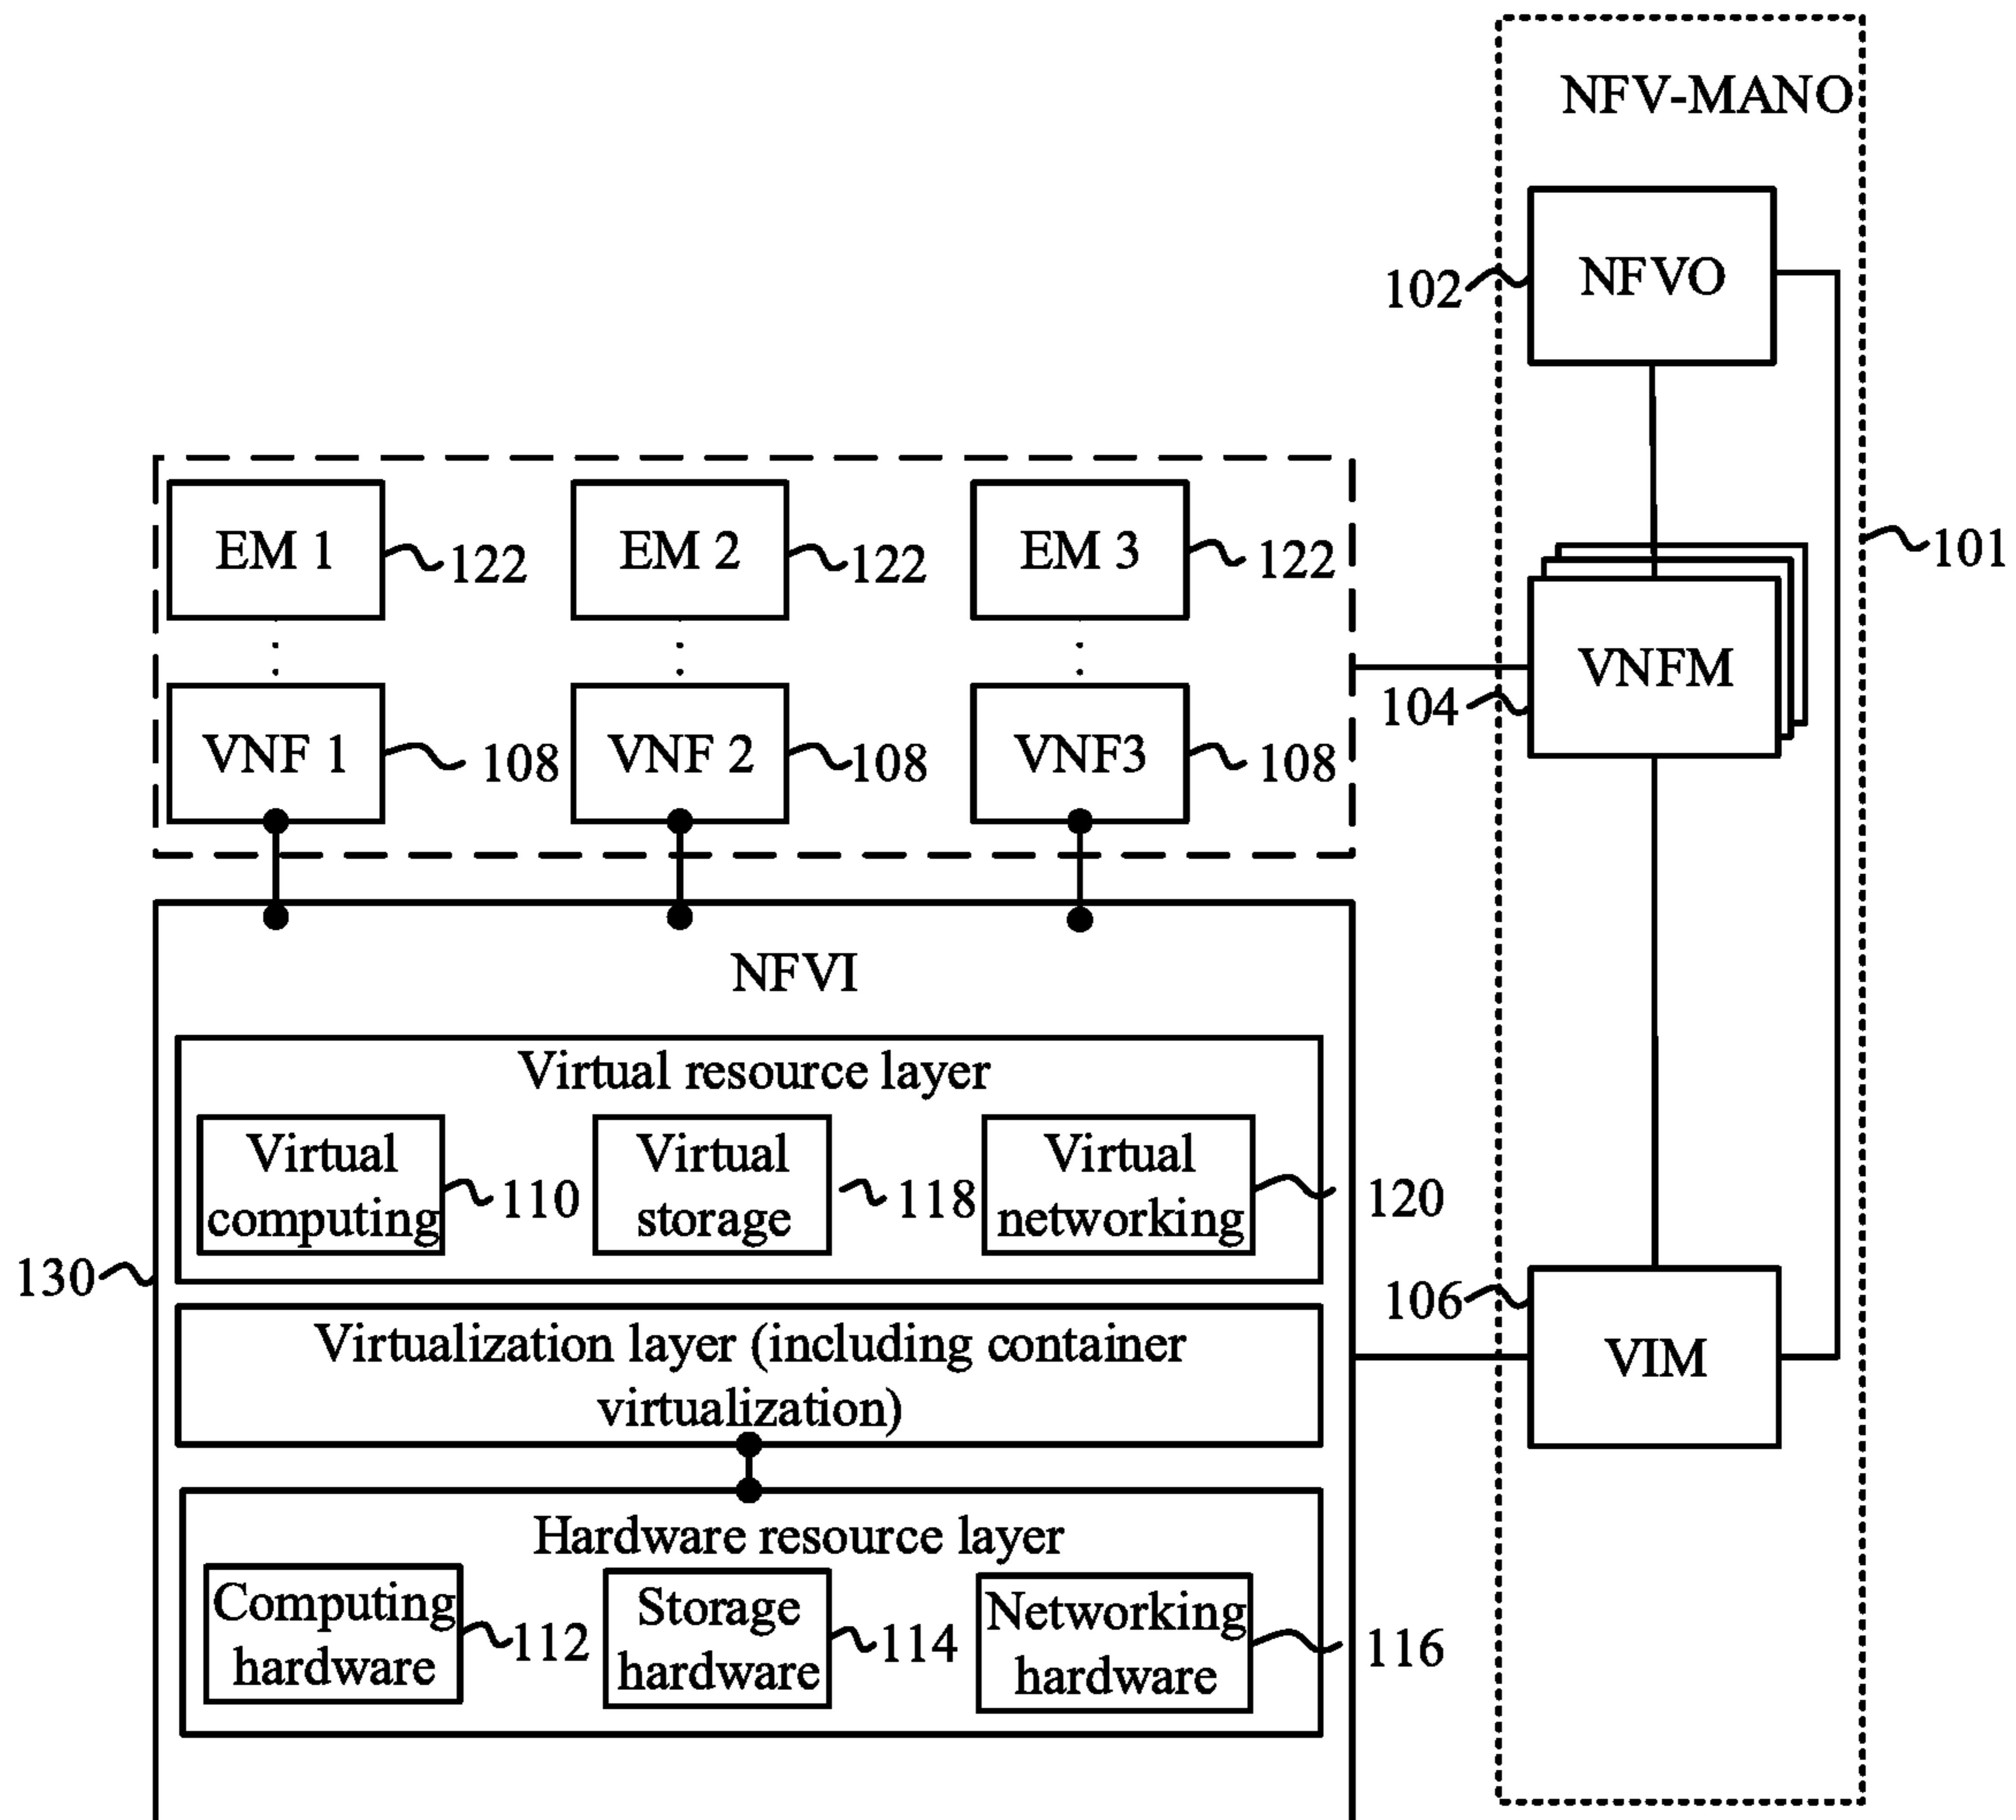 NFV-MANO
102
NFVO
101
EM 1
122
EM 2
122
EM 3
122
VNFM
104
VNF 1
108
VNF 2
108
VNF3
108
NFVI
Virtual resource layer
Virtual
computing
110
Virtual
storage
118
Virtual
networking
120
130
106
VIM
Virtualization layer (including container
virtualization)
Hardware resource layer
Computing
hardware
112
Storage
hardware
114
Networking
hardware
116